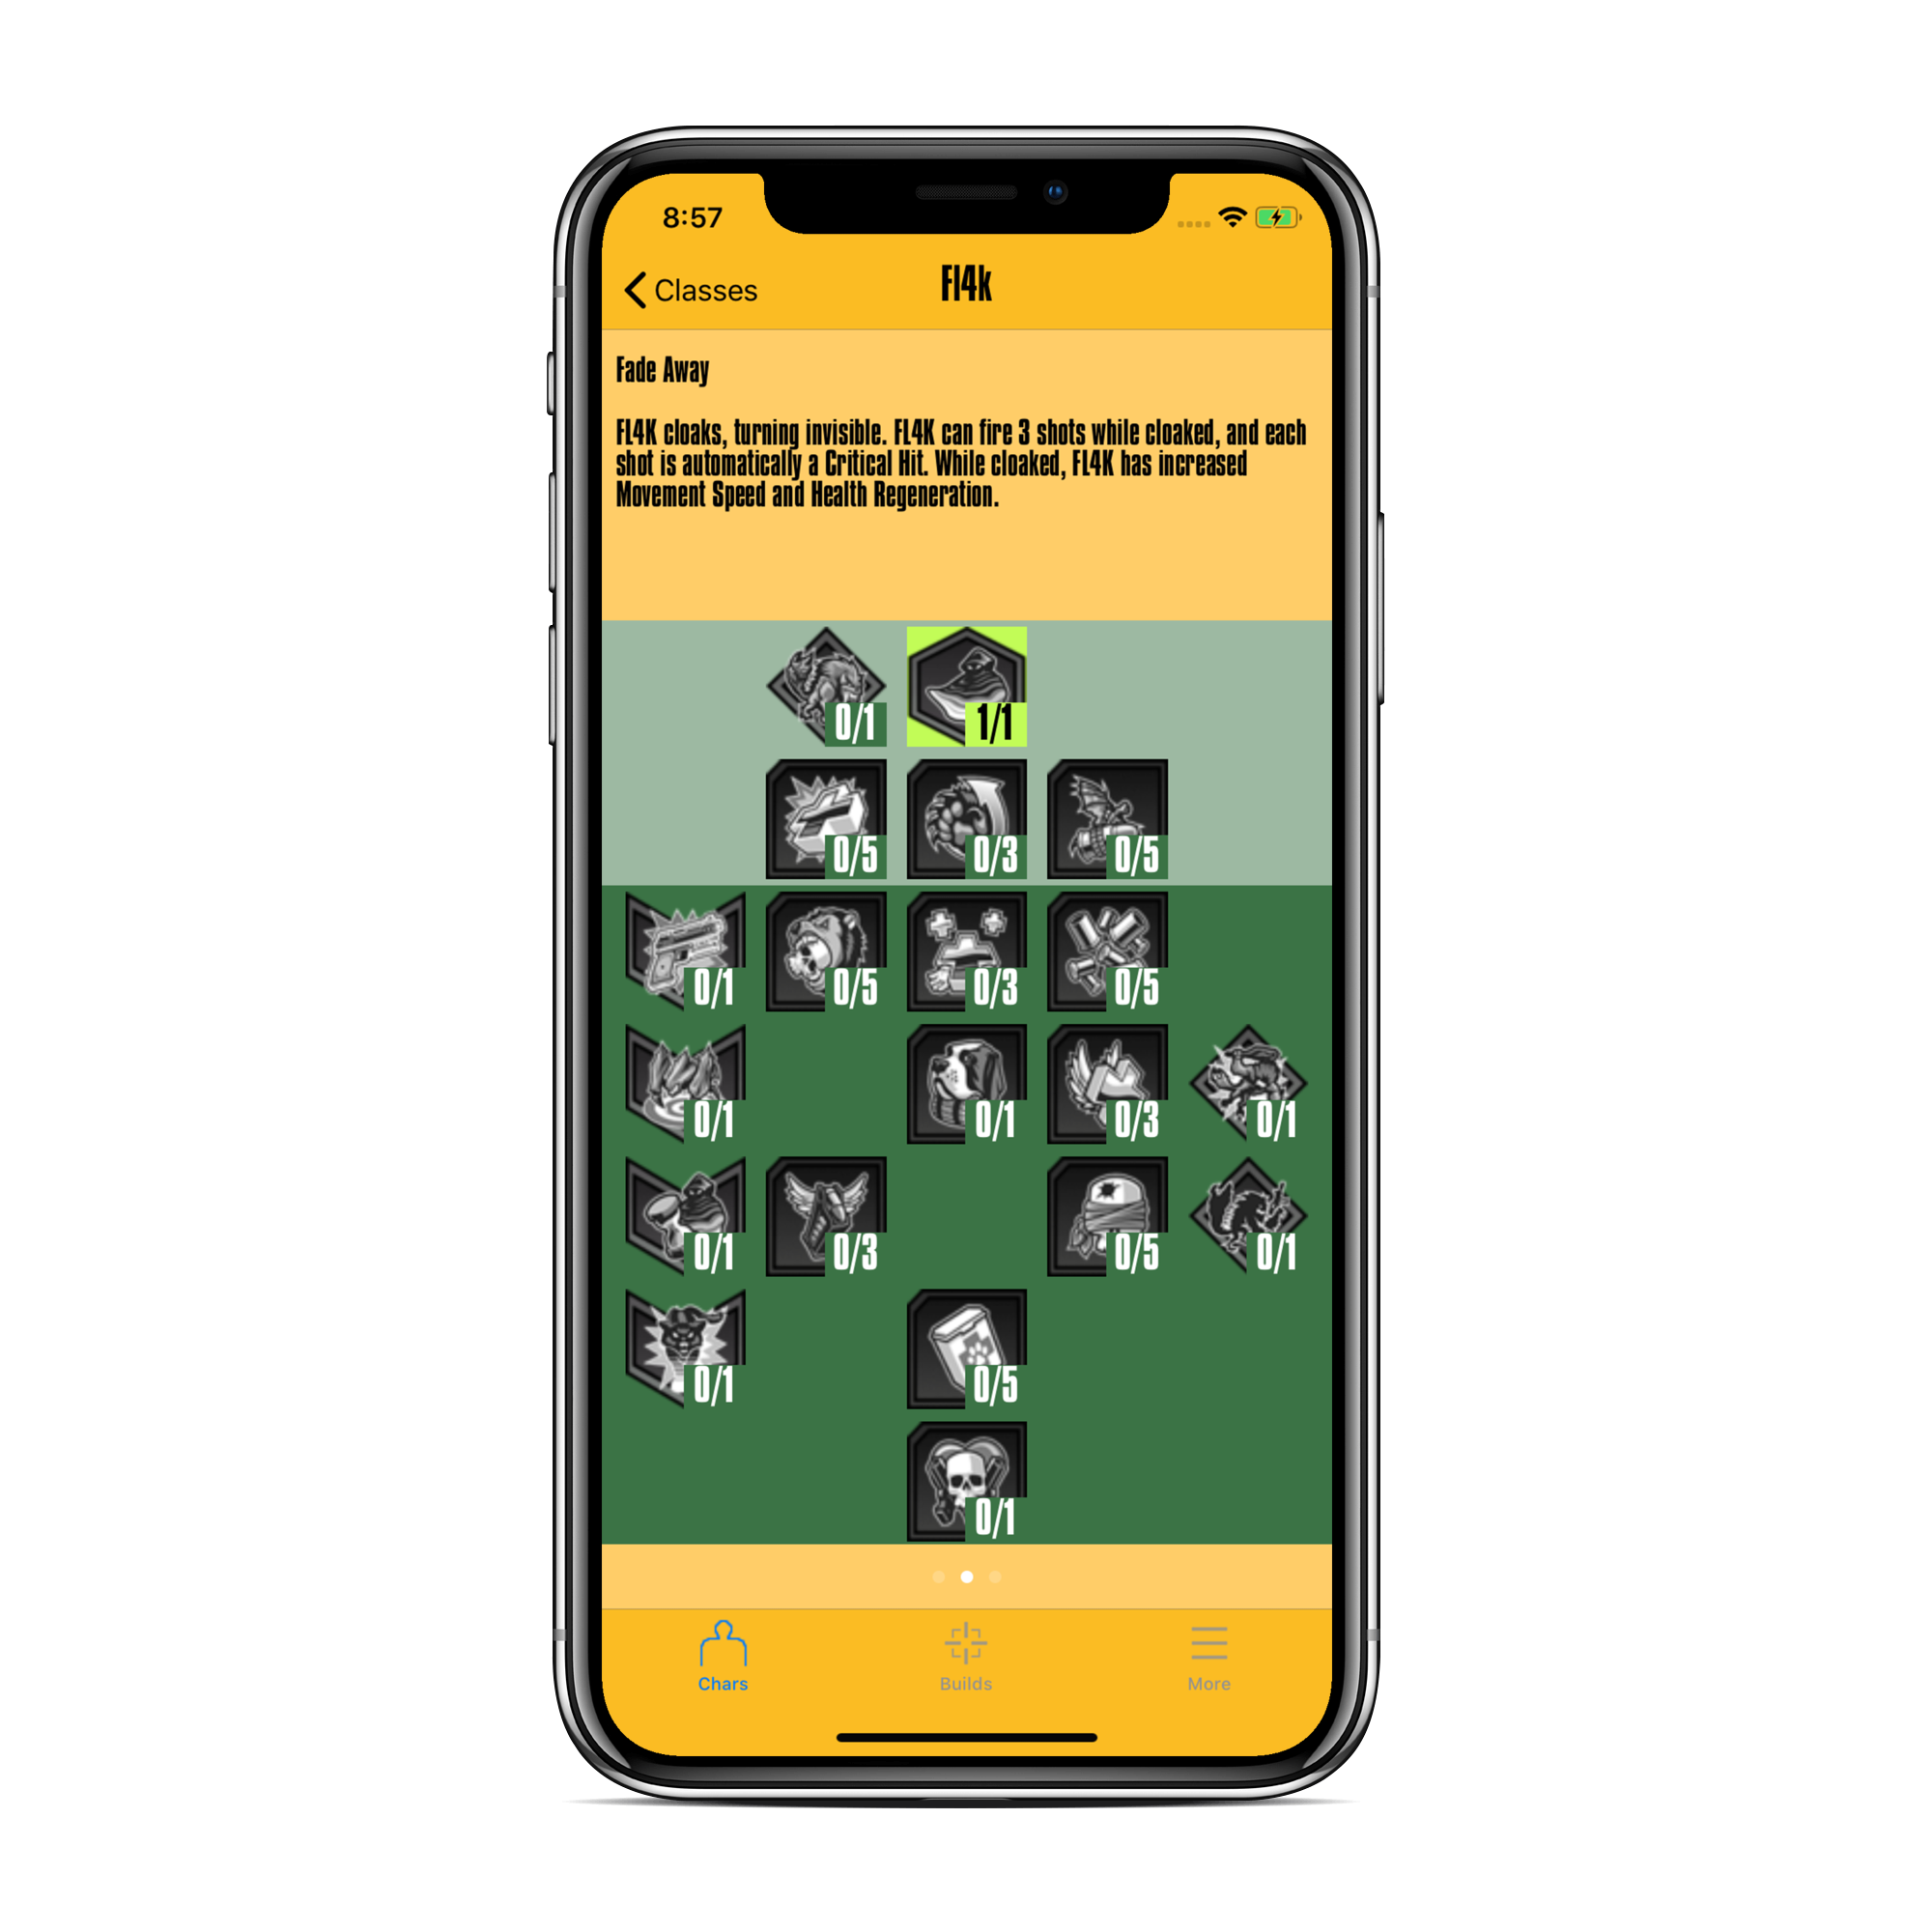 8:57
Classes
Fl4k
Fade Away
FL4K cloaks, turning invisible. FL4K can fire 3 shots while cloaked, and each
shot is automatically a Critical Hit. While cloaked, FL4K has increased
Movement Speed and Health Regeneration.
0/1 1/1
0/5 0/3 0/5
0/1 0/5 0/3 0/5
0/1 0/1 0/3 0/1
0/1 0/3 0/5 0/1
0/1 0/5
0/1
Chars Builds More